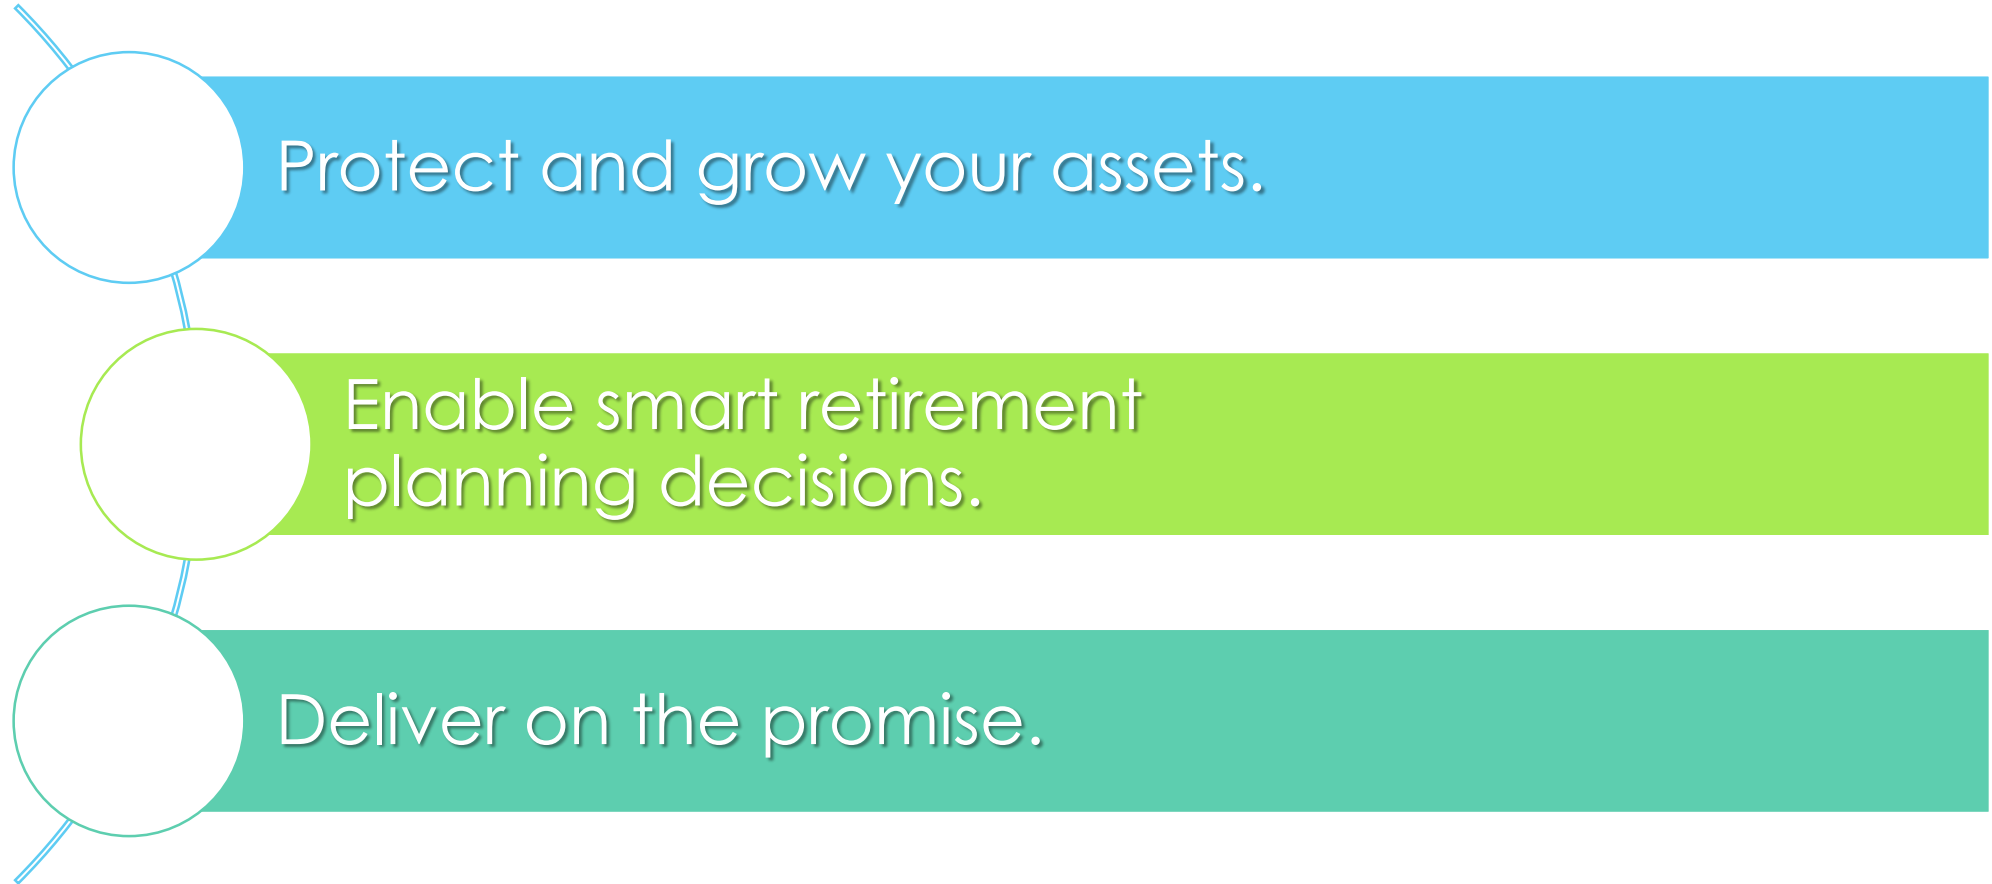 Protect and grow your assets.
Enable smart retirement
planning decisions.
Deliver on the promise.